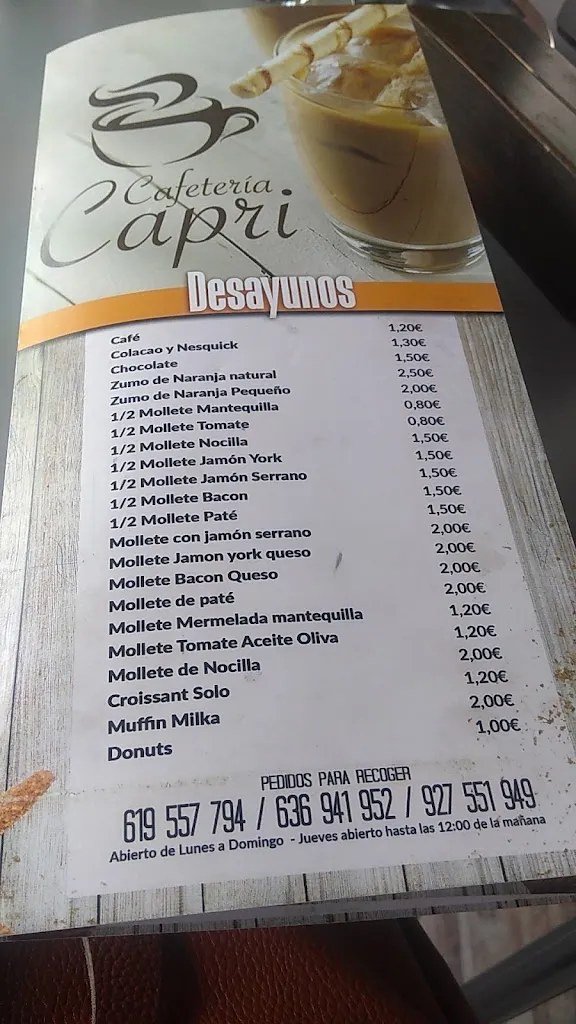 Cafetería
Capri
Desayunos
Café 1,20€
Colacao y Nesquick 1,30€
Chocolate 1,50€
Zumo de Naranja natural 2,50€
Zumo de Naranja Pequeño 2,00€
1/2 Mollete Mantequilla 0,80€
1/2 Mollete Tomate 0,80€
1/2 Mollete Nocilla 1,50€
1/2 Mollete Jamón York 1,50€
1/2 Mollete Jamón Serrano 1,50€
1/2 Mollete Bacon 1,50€
1/2 Mollete Paté 1,50€
Mollete con jamón serrano 2,00€
Mollete Jamon york queso 2,00€
Mollete Bacon Queso 2,00€
Mollete de paté 2,00€
Mollete Mermelada mantequilla 1,20€
Mollete Tomate Aceite Oliva 1,20€
Mollete de Nocilla 2,00€
Croissant Solo 1,20€
Muffin Milka 2,00€
Donuts 1,00€
PEDIDOS PARA RECOGER
619 557 794 / 636 941 952 / 927 551 949
Abierto de Lunes a Domingo - Jueves abierto hasta las 12:00 de la mañana